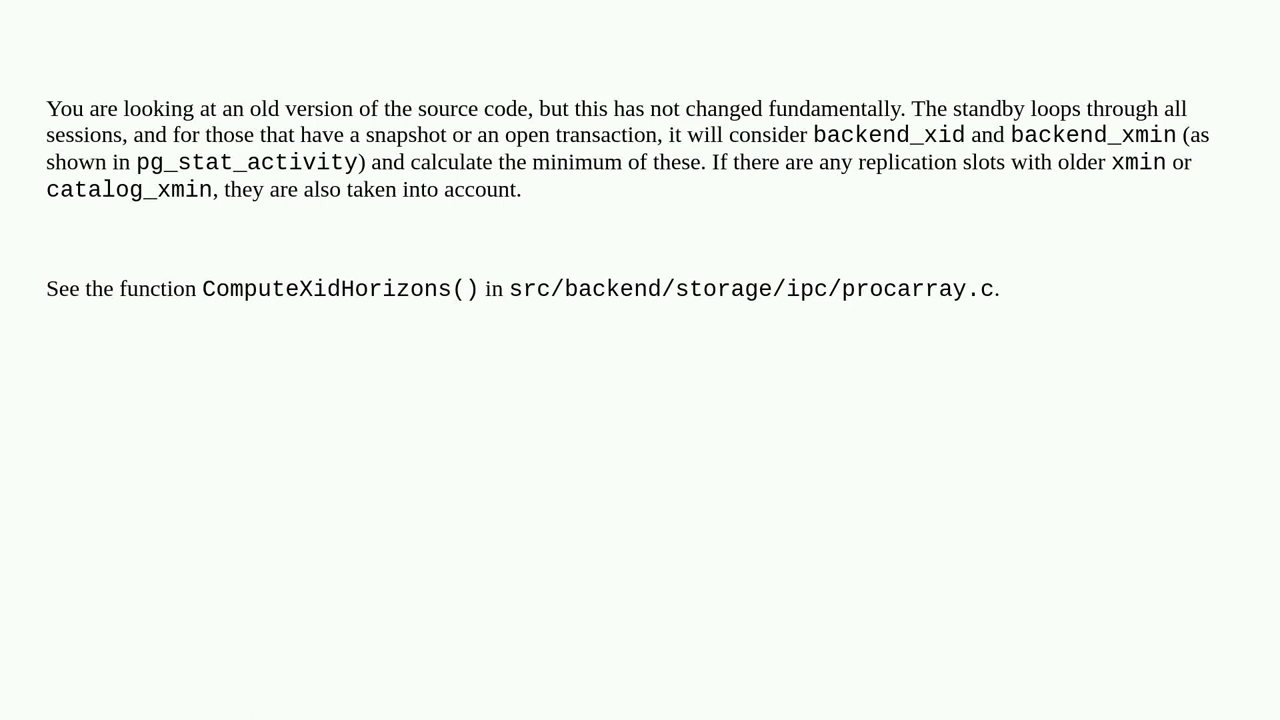 You are looking at an old version of the source code, but this has not changed fundamentally. The standby loops through all
sessions, and for those that have a snapshot or an open transaction, it will consider backend_xid and backend_xmin (as
shown in pg_stat_activity) and calculate the minimum of these. If there are any replication slots with older xmin or
catalog_xmin, they are also taken into account.
See the function ComputeXidHorizons() in src/backend/storage/ipc/procarray.c.